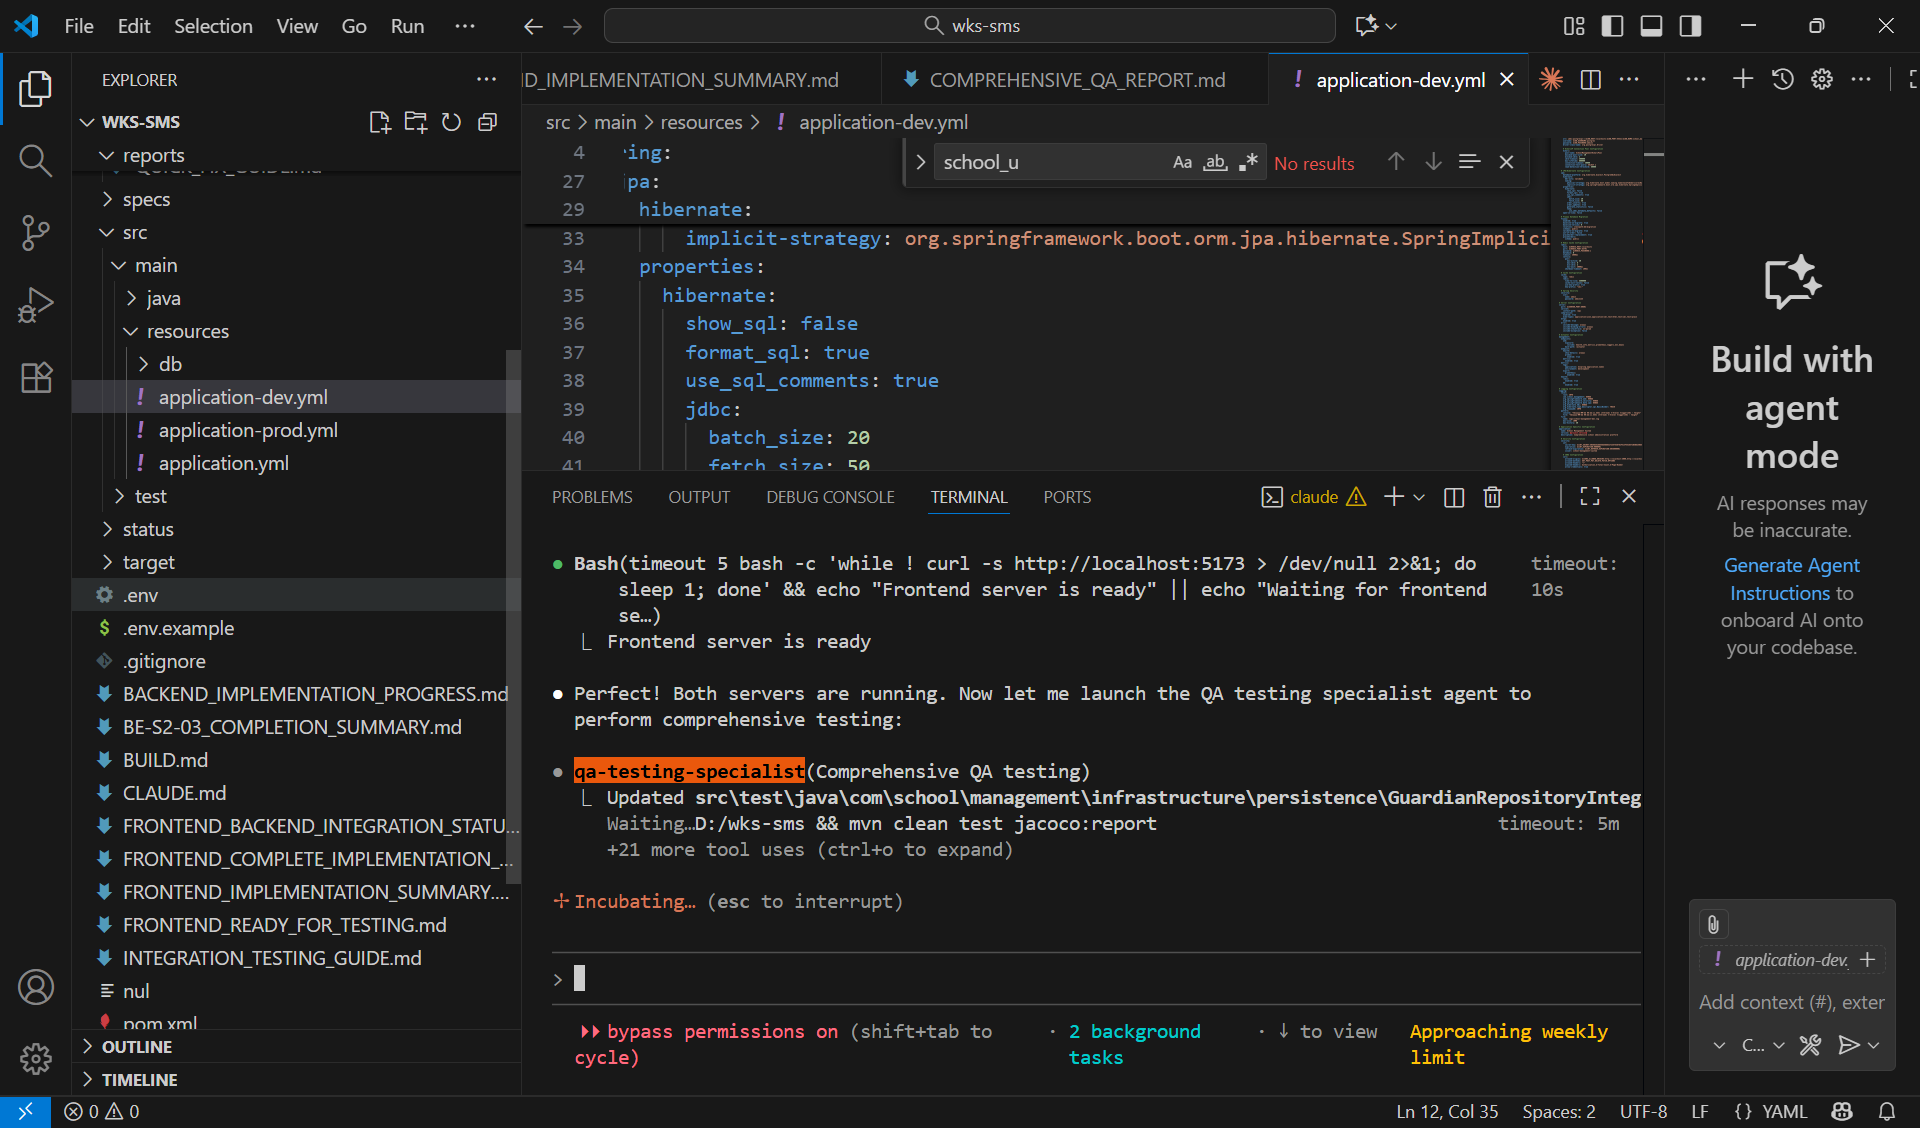 File Edit Selection View Go Run ···
wks-sms
EXPLORER
WKS-SMS
reports
specs
src
main
java
resources
db
! application-dev.yml
! application-prod.yml
! application.yml
test
status
target
.env
$ .env.example
.gitignore
BACKEND_IMPLEMENTATION_PROGRESS.md
BE-S2-03_COMPLETION_SUMMARY.md
BUILD.md
CLAUDE.md
FRONTEND_BACKEND_INTEGRATION_STATU...
FRONTEND_COMPLETE_IMPLEMENTATION_...
FRONTEND_IMPLEMENTATION_SUMMARY....
FRONTEND_READY_FOR_TESTING.md
INTEGRATION_TESTING_GUIDE.md
nul
pom.xml
OUTLINE
TIMELINE
D_IMPLEMENTATION_SUMMARY.md
COMPREHENSIVE_QA_REPORT.md
! application-dev.yml
src > main > resources > ! application-dev.yml
school_u Aa ab .* No results
4 ing:
27 jpa:
29 hibernate:
33 implicit-strategy: org.springframework.boot.orm.jpa.hibernate.SpringImplici
34 properties:
35 hibernate:
36 show_sql: false
37 format_sql: true
38 use_sql_comments: true
39 jdbc:
40 batch_size: 20
41 fetch_size: 50
PROBLEMS OUTPUT DEBUG CONSOLE TERMINAL PORTS
claude
● Bash(timeout 5 bash -c 'while ! curl -s http://localhost:5173 > /dev/null 2>&1; do timeout:
sleep 1; done' && echo "Frontend server is ready" || echo "Waiting for frontend 10s
se…)
⎿ Frontend server is ready
● Perfect! Both servers are running. Now let me launch the QA testing specialist agent to
perform comprehensive testing:
● qa-testing-specialist(Comprehensive QA testing)
⎿ Updated src\test\java\com\school\management\infrastructure\persistence\GuardianRepositoryInteg
Waiting…D:/wks-sms && mvn clean test jacoco:report timeout: 5m
+21 more tool uses (ctrl+o to expand)
✢ Incubating… (esc to interrupt)
>
⏵⏵ bypass permissions on (shift+tab to · 2 background · ↓ to view Approaching weekly
cycle) tasks limit
Build with
agent
mode
AI responses may
be inaccurate.
Generate Agent
Instructions to
onboard AI onto
your codebase.
! application-dev. +
Add context (#), exter
C...
0 0
Ln 12, Col 35 Spaces: 2 UTF-8 LF {} YAML